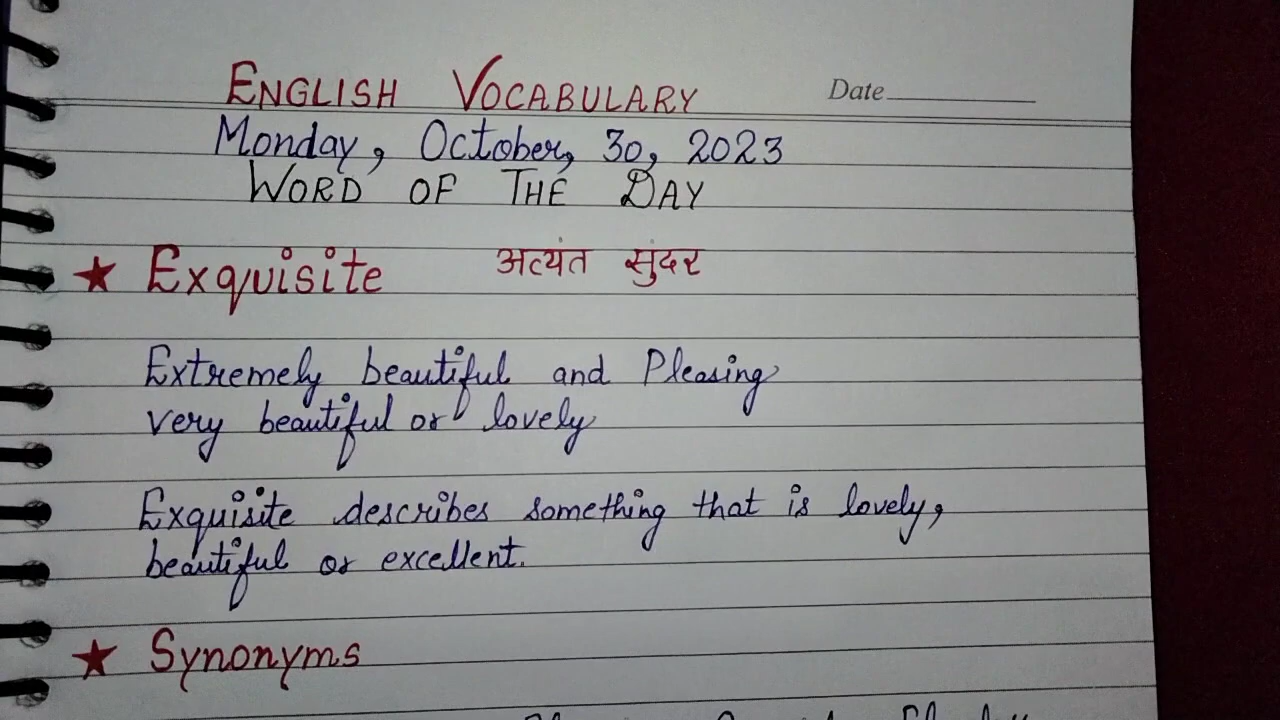 ENGLISH VOCABULARY Date
Monday, October, 30, 2023
WORD OF THE DAY
★ Exquisite अत्यंत सुंदर
Extremely beautiful and Pleasing
very beautiful or lovely
Exquisite describes something that is lovely,
beautiful or excellent.
★ Synonyms